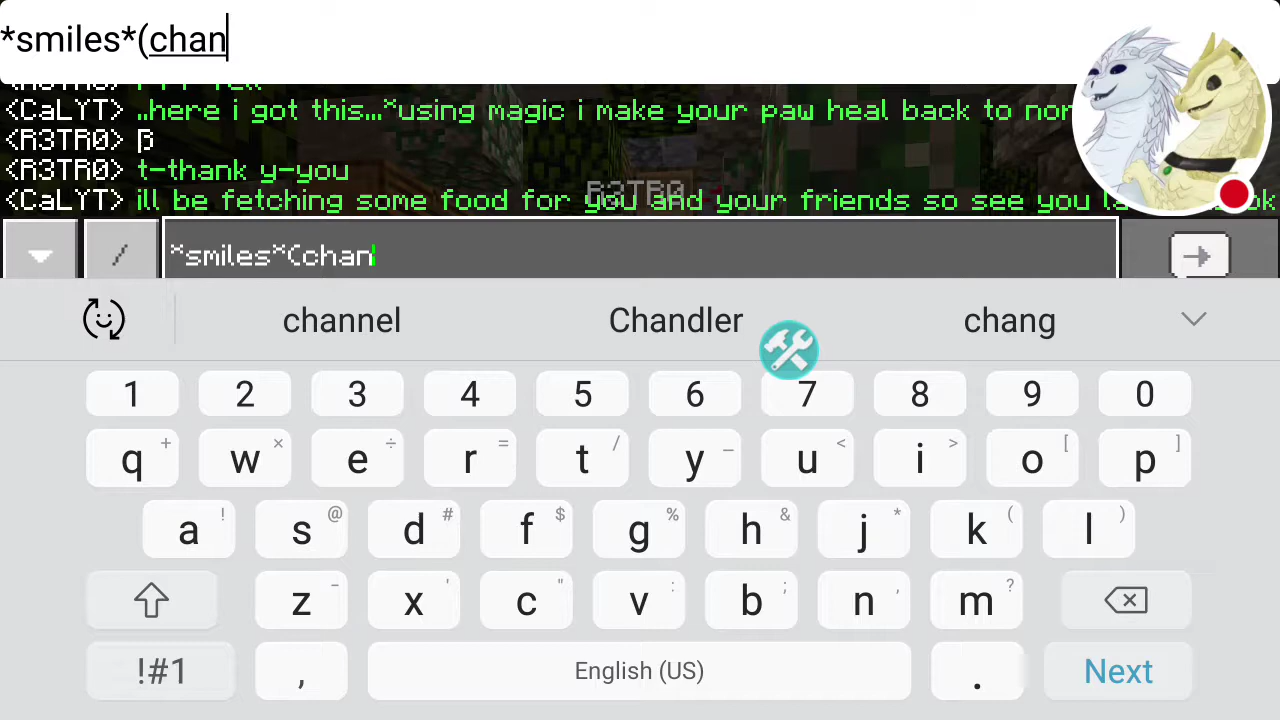 *smiles*(chan
<CaLYT> ..here i got this...*using magic i make your paw heal back to nor
<R3TR0> β
<R3TR0> t-thank y-you
R3TR0
<CaLYT> ill be fetching some food for you and your friends so see you
/ *smiles*(chan
channel Chandler chang
1 2 3 4 5 6 7 8 9 0
q + w × e ÷ r = t / y _ u < i > o [ p ]
a ! s @ d # f $ g % h & j * k ( l )
z - x ' c " v : b ; n , m ?
!#1 , English (US) . Next